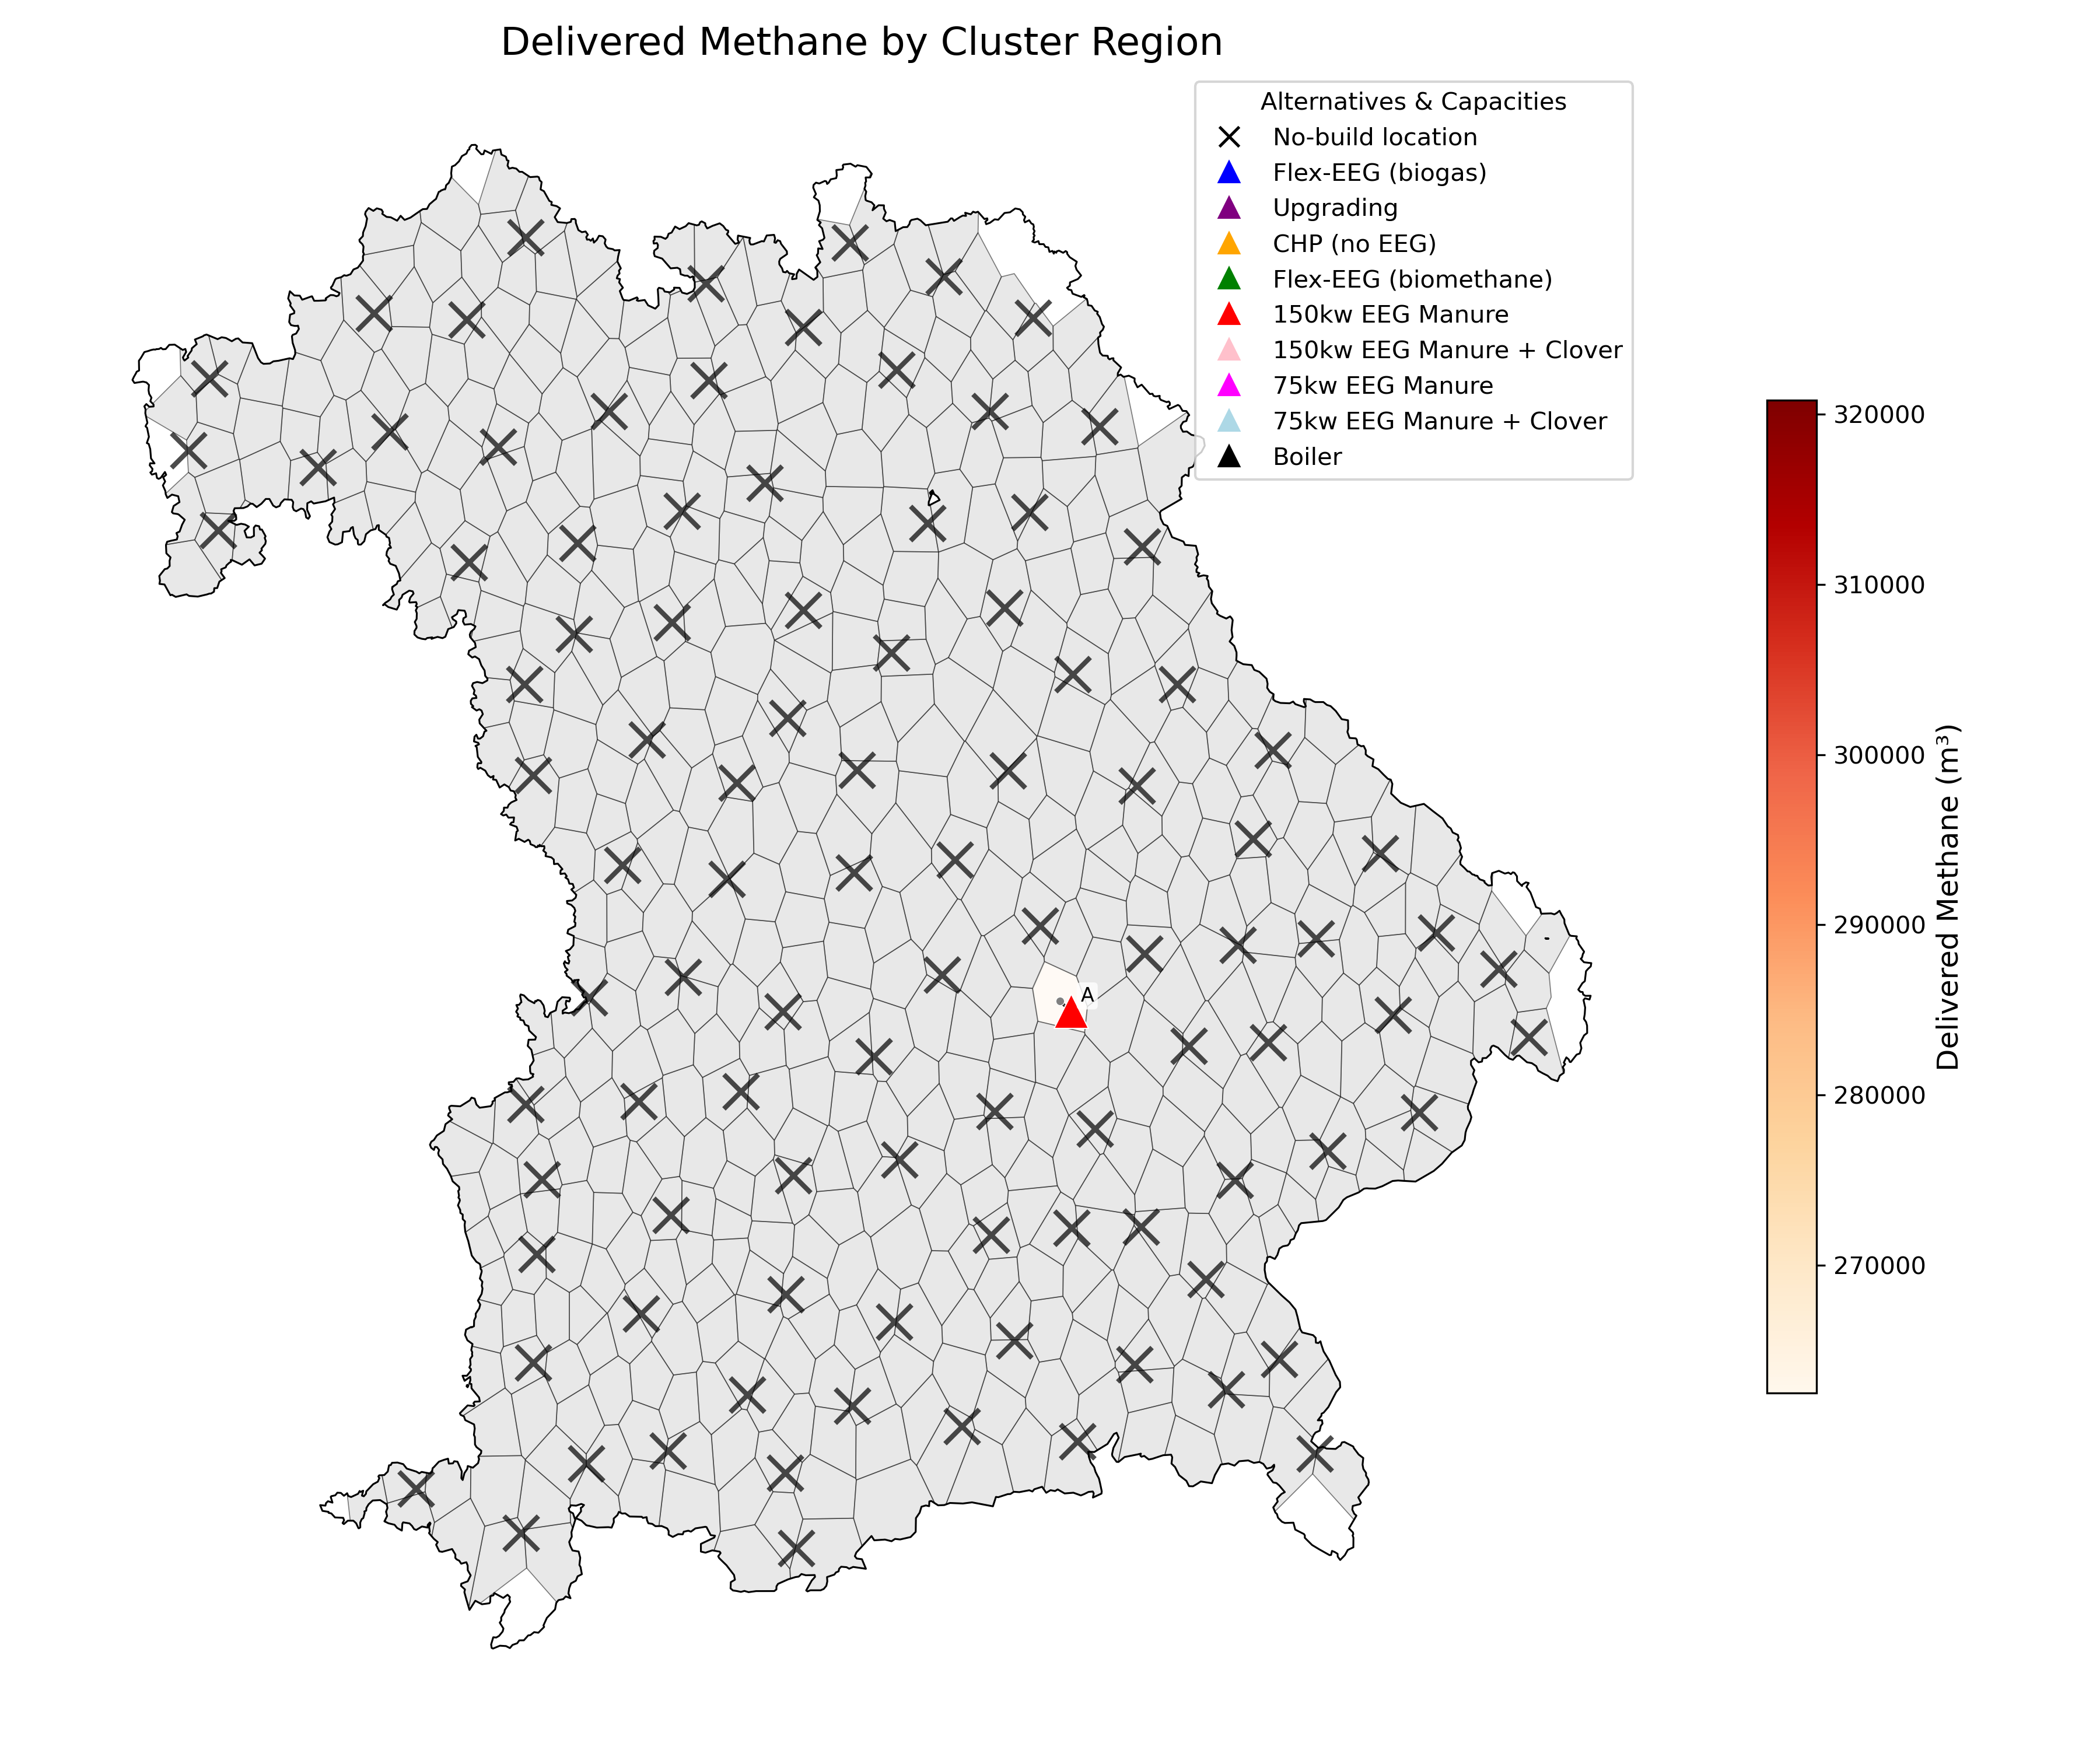 Delivered Methane by Cluster Region
Alternatives & Capacities
No-build location
Flex-EEG (biogas)
Upgrading
CHP (no EEG)
Flex-EEG (biomethane)
150kw EEG Manure
150kw EEG Manure + Clover
75kw EEG Manure
75kw EEG Manure + Clover
Boiler
A
320000
310000
300000
290000
280000
270000
Delivered Methane (m³)